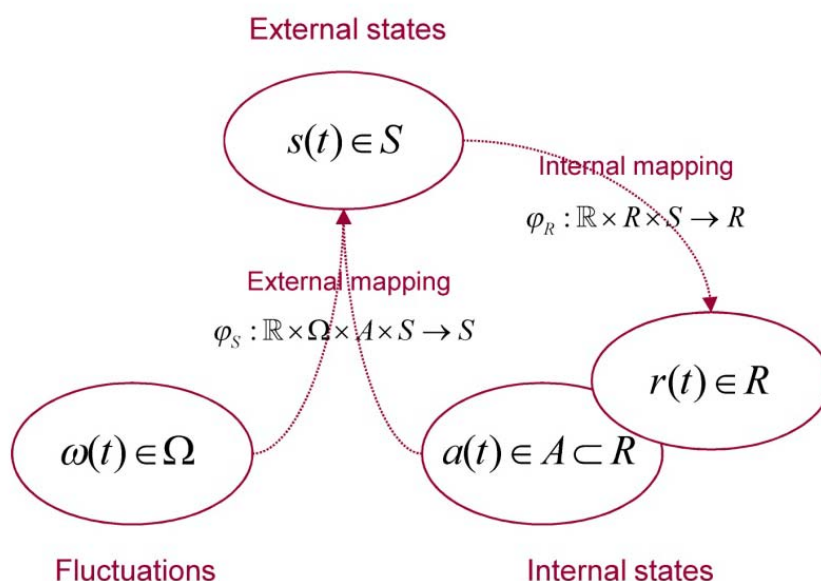 External states
s(t) ∈ S
Internal mapping
φ_R : ℝ × R × S → R
External mapping
φ_S : ℝ × Ω × A × S → S
r(t) ∈ R
ω(t) ∈ Ω
a(t) ∈ A ⊂ R
Fluctuations
Internal states